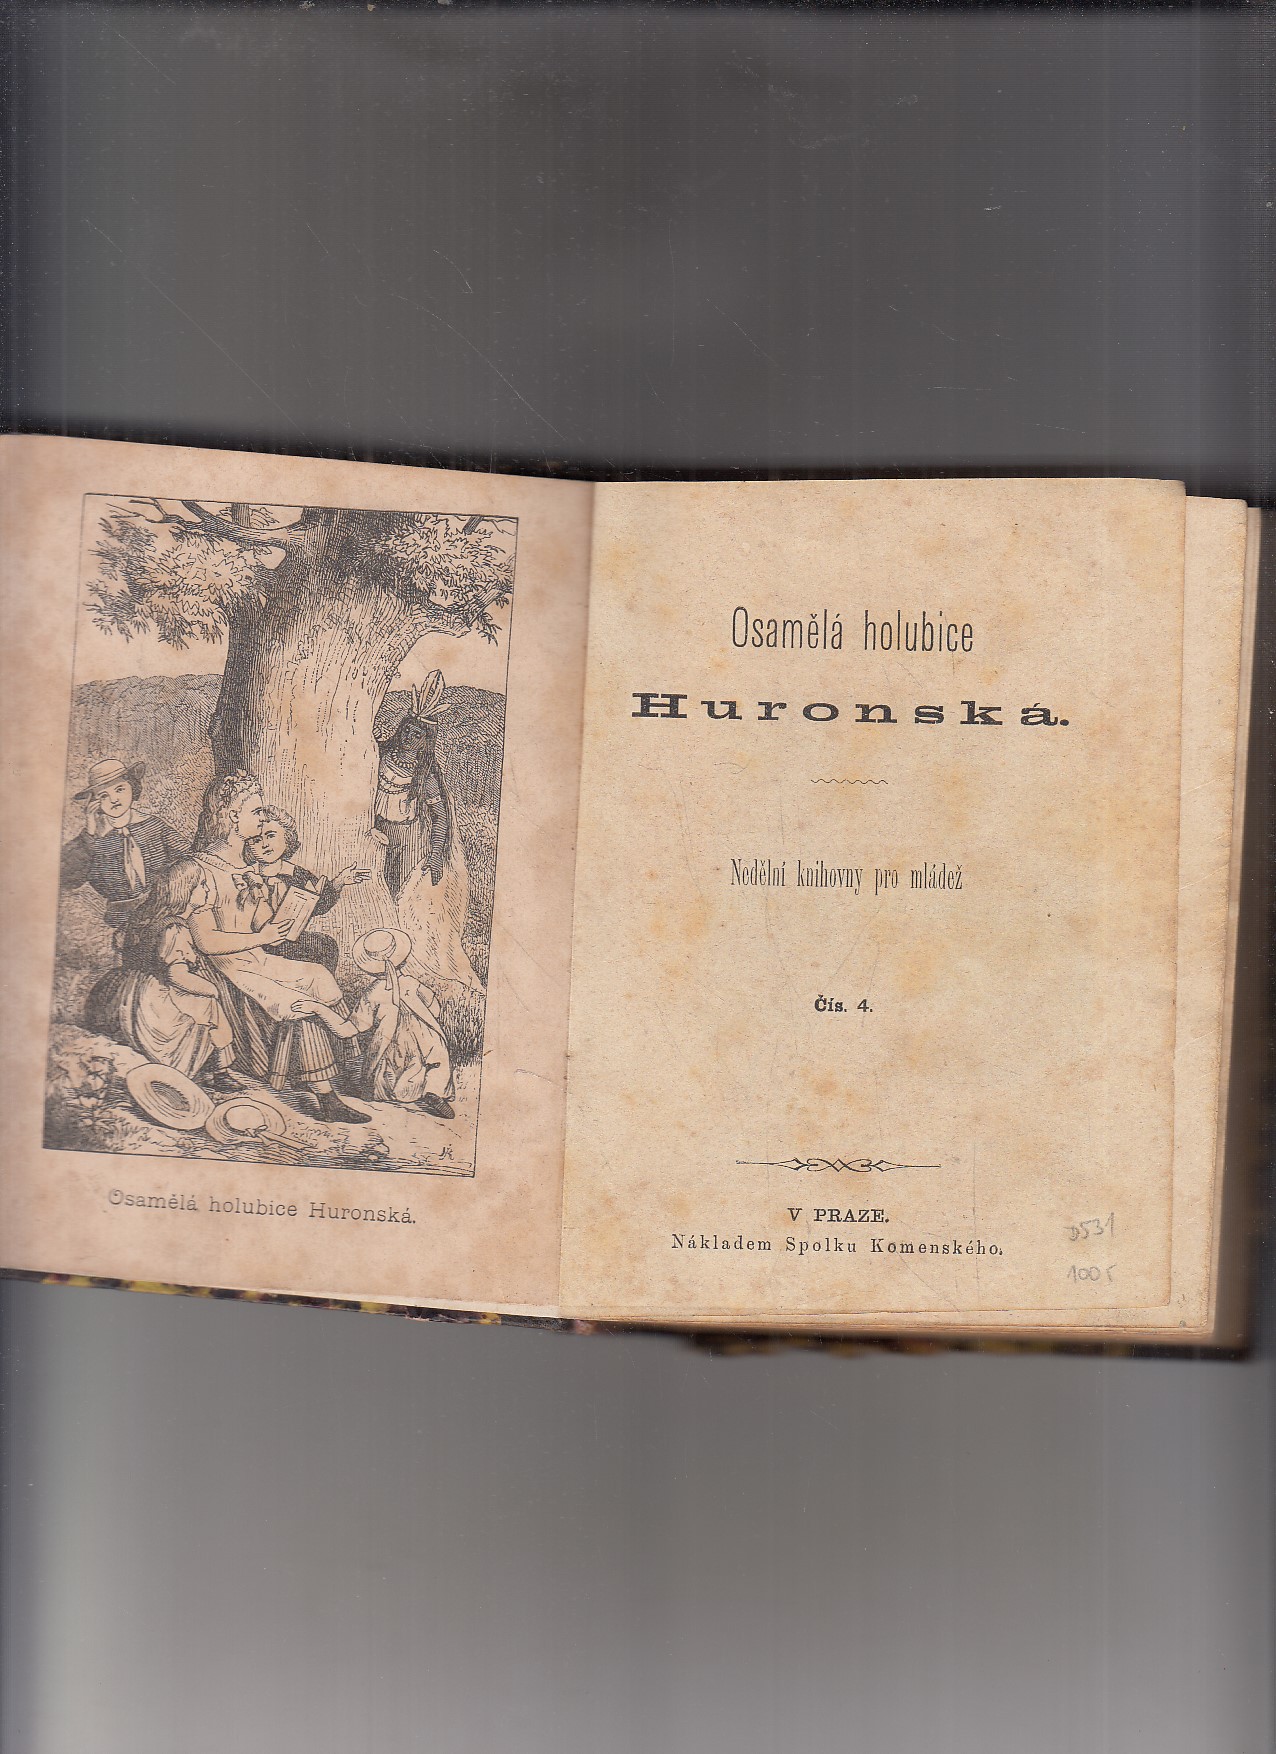 Osamělá holubice Huronská.
Osamělá holubice
Huronská.
Nedělní knihovny pro mládež
Čís. 4.
V PRAZE.
Nákladem Spolku Komenského.